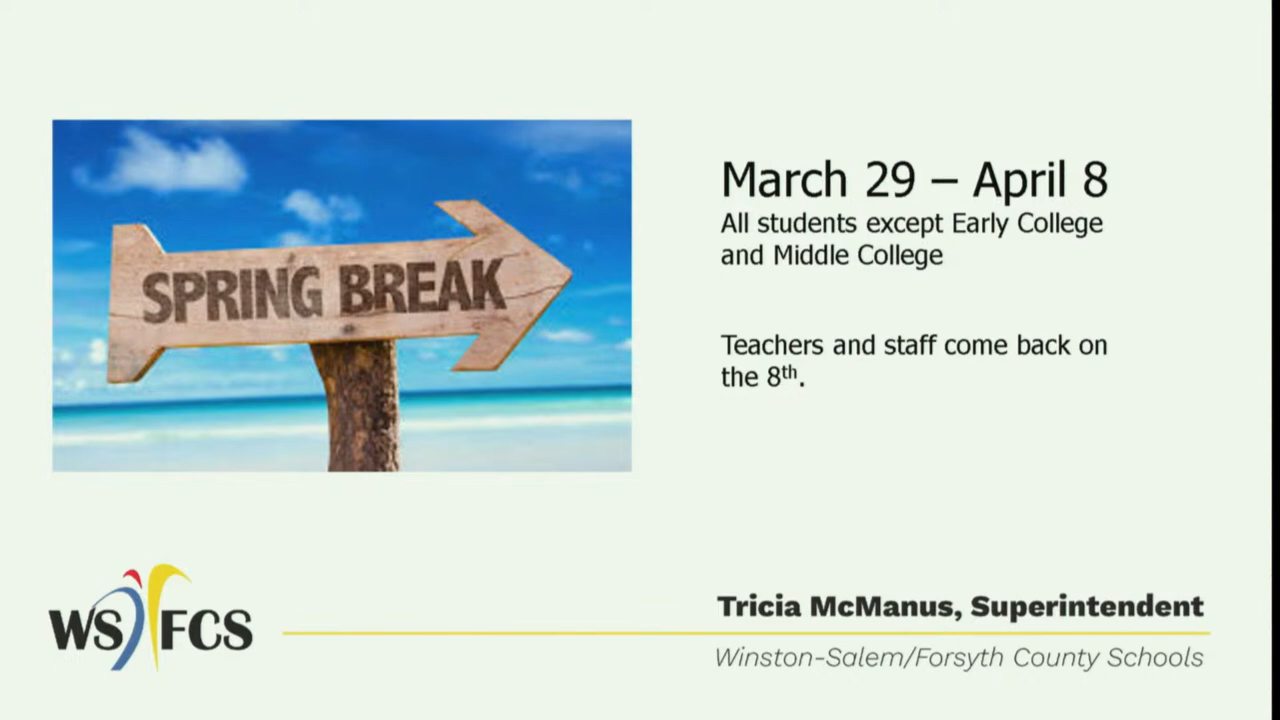 SPRING BREAK
March 29 – April 8
All students except Early College
and Middle College
Teachers and staff come back on
the 8th.
WS/FCS
Tricia McManus, Superintendent
Winston-Salem/Forsyth County Schools